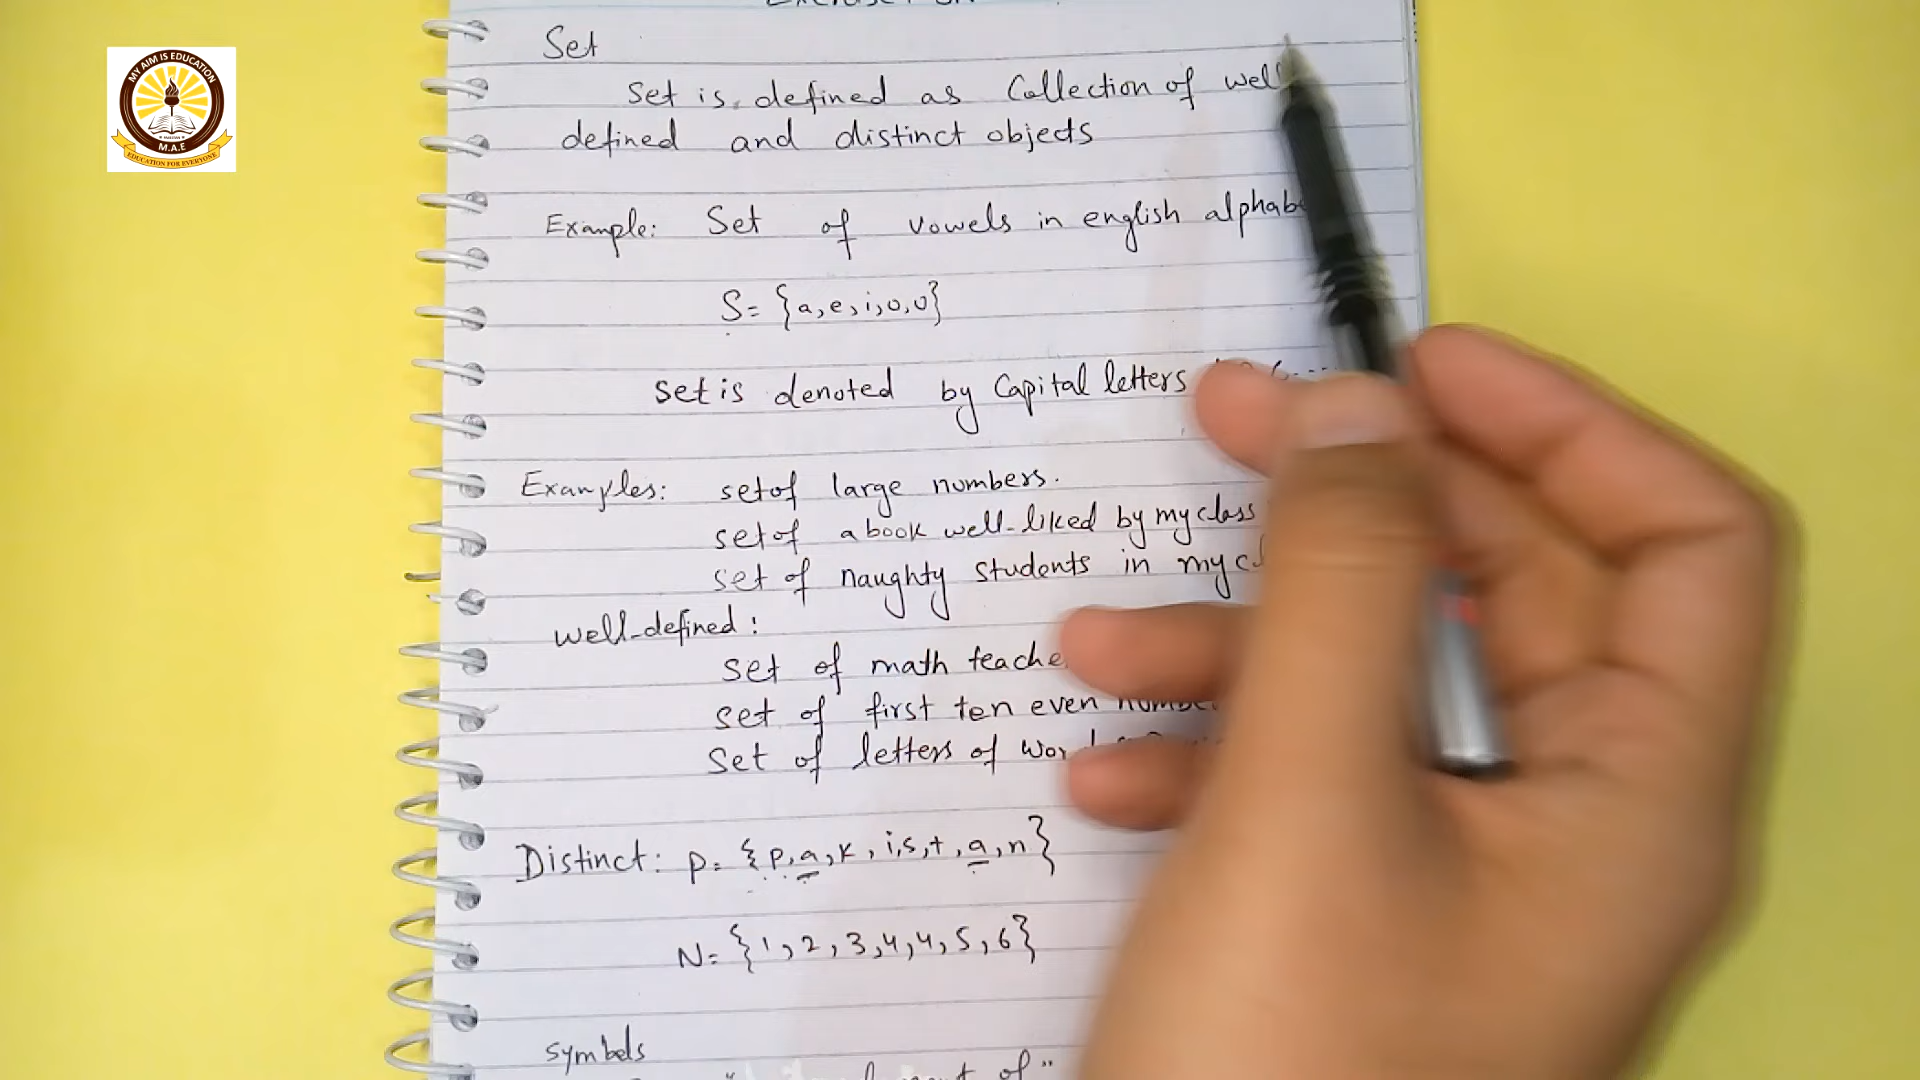 MY AIM IS EDUCATION
M.A.E
EDUCATION FOR EVERYONE
Set
Set is defined as Collection of well
defined and distinct objects
Example: Set of vowels in english alphabe
S= {a,e,i,o,u}
Set is denoted by Capital letters
Examples: set of large numbers.
set of a book well-liked by my class
set of naughty students in my
well-defined:
set of math teache
set of first ten even number
set of letters of word
Distinct: P= {p,a,k,i,s,t,a,n}
N= {1,2,3,4,4,5,6}
symbols
of"